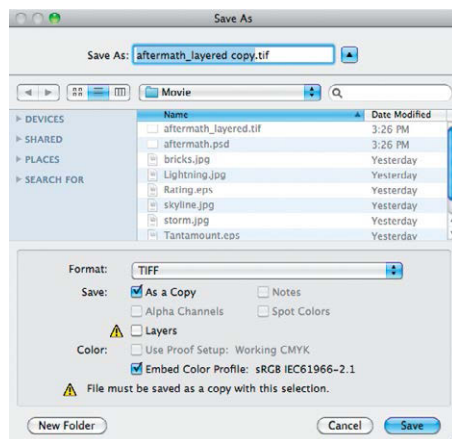 Save As
Save As: aftermath_layered copy.tif
Movie
DEVICES
SHARED
PLACES
SEARCH FOR
Name Date Modified
aftermath_layered.tif 3:26 PM
aftermath.psd 3:26 PM
bricks.jpg Yesterday
Lightning.jpg Yesterday
Rating.eps Yesterday
skyline.jpg Yesterday
storm.jpg Yesterday
Tantamount.eps Yesterday
Format: TIFF
Save: As a Copy Notes
Alpha Channels Spot Colors
Layers
Color: Use Proof Setup: Working CMYK
Embed Color Profile: sRGB IEC61966-2.1
File must be saved as a copy with this selection.
New Folder Cancel Save